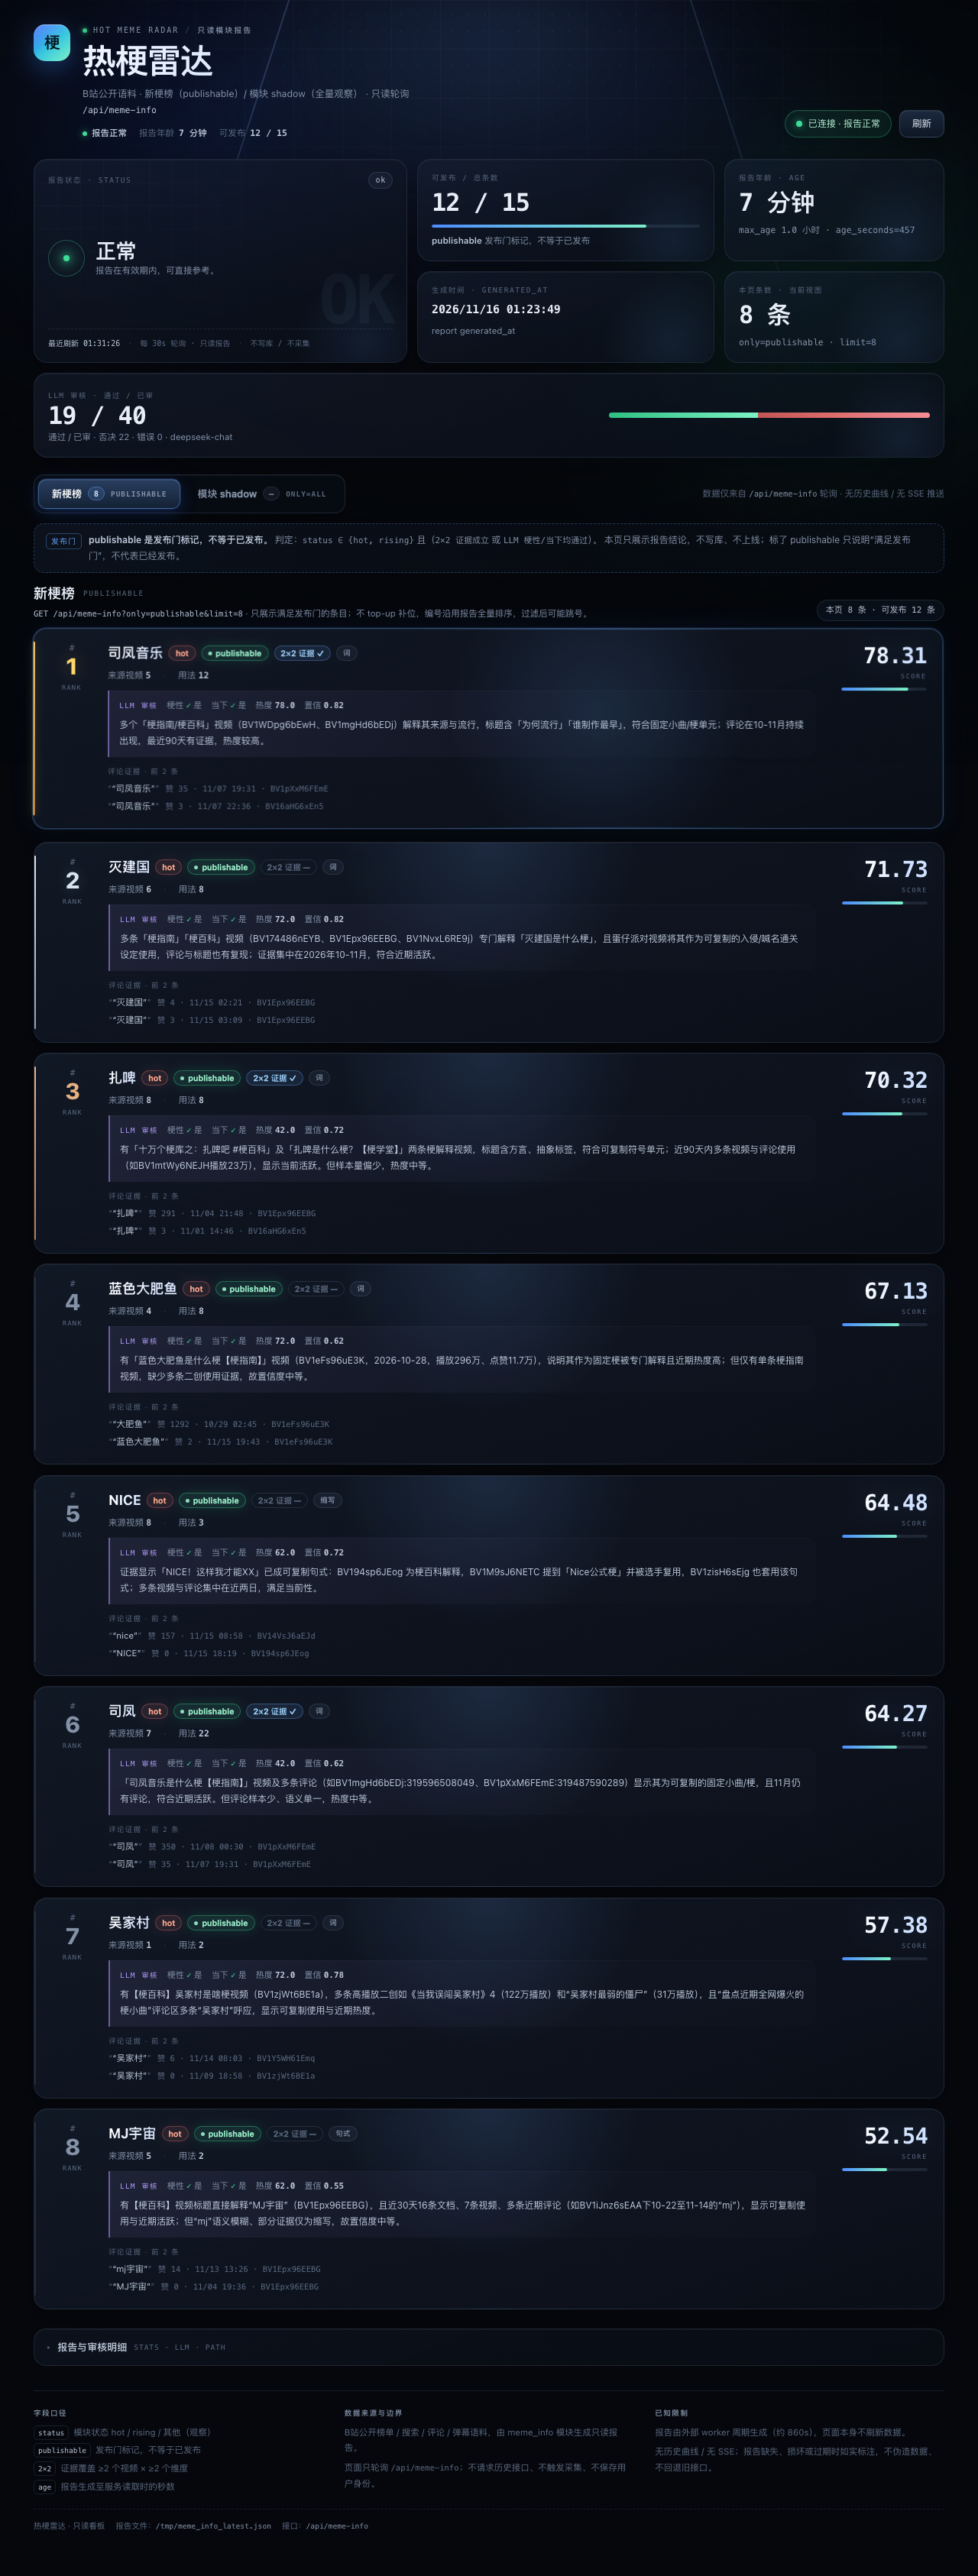 梗
HOT MEME RADAR / 只读模块报告
热梗雷达
B站公开语料 · 新梗榜（publishable）/ 模块 shadow（全量观察） · 只读轮询
/api/meme-info
报告正常 报告年龄 7 分钟 可发布 12 / 15
已连接 · 报告正常
刷新
报告状态 · STATUS
ok
正常
报告在有效期内，可直接参考。
OK
最近刷新 01:31:26 · 每 30s 轮询 · 只读报告 · 不写库 / 不采集
可发布 / 总条数
12 / 15
publishable 发布门标记，不等于已发布
报告年龄 · AGE
7 分钟
max_age 1.0 小时 · age_seconds=457
生成时间 · GENERATED_AT
2026/11/16 01:23:49
report generated_at
本页条数 · 当前视图
8 条
only=publishable · limit=8
LLM 审核 · 通过 / 已审
19 / 40
通过 / 已审 · 否决 22 · 错误 0 · deepseek-chat
新梗榜 8 PUBLISHABLE
模块 shadow — ONLY=ALL
数据仅来自 /api/meme-info 轮询 · 无历史曲线 / 无 SSE 推送
发布门 publishable 是发布门标记，不等于已发布。 判定：status ∈ {hot, rising} 且（2×2 证据成立 或 LLM 梗性/当下均通过）。 本页只展示报告结论，不写库、不上线；标了 publishable 只说明“满足发布
门”，不代表已经发布。
新梗榜 PUBLISHABLE
GET /api/meme-info?only=publishable&limit=8 · 只展示满足发布门的条目；不 top-up 补位，编号沿用报告全量排序，过滤后可能跳号。
本页 8 条 · 可发布 12 条
#
1
RANK
司凤音乐 hot publishable 2×2 证据 ✓ 词
来源视频 5 · 用法 12
LLM 审核 梗性 ✓ 是 当下 ✓ 是 热度 78.0 置信 0.82
多个「梗指南/梗百科」视频（BV1WDpg6bEwH、BV1mgHd6bEDj）解释其来源与流行，标题含「为何流行」「谁制作最早」，符合固定小曲/梗单元；评论在10-11月持续
出现，最近90天有证据，热度较高。
评论证据 · 前 2 条
““司凤音乐”” 赞 35 · 11/07 19:31 · BV1pXxM6FEmE
““司凤音乐”” 赞 3 · 11/07 22:36 · BV16aHG6xEn5
78.31
SCORE
#
2
RANK
灭建国 hot publishable 2×2 证据 — 词
来源视频 6 · 用法 8
LLM 审核 梗性 ✓ 是 当下 ✓ 是 热度 72.0 置信 0.82
多条「梗指南」「梗百科」视频（BV174486nEYB、BV1Epx96EEBG、BV1NvxL6RE9j）专门解释「灭建国是什么梗」，且蛋仔派对视频将其作为可复制的入侵/喊名通关
设定使用，评论与标题也有复现；证据集中在2026年10-11月，符合近期活跃。
评论证据 · 前 2 条
““灭建国”” 赞 4 · 11/15 02:21 · BV1Epx96EEBG
““灭建国”” 赞 3 · 11/15 03:09 · BV1Epx96EEBG
71.73
SCORE
#
3
RANK
扎啤 hot publishable 2×2 证据 ✓ 词
来源视频 8 · 用法 8
LLM 审核 梗性 ✓ 是 当下 ✓ 是 热度 42.0 置信 0.72
有「十万个梗库之：扎啤吧 #梗百科」及「扎啤是什么梗？【梗学堂】」两条梗解释视频，标题含方言、抽象标签，符合可复制符号单元；近90天内多条视频与评论使用
（如BV1mtWy6NEJH播放23万），显示当前活跃。但样本量偏少，热度中等。
评论证据 · 前 2 条
““扎啤”” 赞 291 · 11/04 21:48 · BV1Epx96EEBG
““扎啤”” 赞 3 · 11/01 14:46 · BV16aHG6xEn5
70.32
SCORE
#
4
RANK
蓝色大肥鱼 hot publishable 2×2 证据 — 词
来源视频 4 · 用法 8
LLM 审核 梗性 ✓ 是 当下 ✓ 是 热度 72.0 置信 0.62
有「蓝色大肥鱼是什么梗【梗指南】」视频（BV1eFs96uE3K，2026-10-28，播放296万、点赞11.7万），说明其作为固定梗被专门解释且近期热度高；但仅有单条梗指南
视频，缺少多条二创使用证据，故置信度中等。
评论证据 · 前 2 条
““大肥鱼”” 赞 1292 · 10/29 02:45 · BV1eFs96uE3K
““蓝色大肥鱼”” 赞 2 · 11/15 19:43 · BV1eFs96uE3K
67.13
SCORE
#
5
RANK
NICE hot publishable 2×2 证据 — 缩写
来源视频 8 · 用法 3
LLM 审核 梗性 ✓ 是 当下 ✓ 是 热度 62.0 置信 0.72
证据显示「NICE！这样我才能XX」已成可复制句式：BV194sp6JEog 为梗百科解释，BV1M9sJ6NETC 提到「Nice公式梗」并被选手复用，BV1zisH6sEjg 也套用该句
式；多条视频与评论集中在近两日，满足当前性。
评论证据 · 前 2 条
““nice”” 赞 157 · 11/15 08:58 · BV14VsJ6aEJd
““NICE”” 赞 0 · 11/15 18:19 · BV194sp6JEog
64.48
SCORE
#
6
RANK
司凤 hot publishable 2×2 证据 ✓ 词
来源视频 7 · 用法 22
LLM 审核 梗性 ✓ 是 当下 ✓ 是 热度 42.0 置信 0.62
「司凤音乐是什么梗【梗指南】」视频及多条评论（如BV1mgHd6bEDj:319596508049、BV1pXxM6FEmE:319487590289）显示其为可复制的固定小曲/梗，且11月仍
有评论，符合近期活跃。但评论样本少、语义单一，热度中等。
评论证据 · 前 2 条
““司凤”” 赞 350 · 11/08 00:30 · BV1pXxM6FEmE
““司凤”” 赞 35 · 11/07 19:31 · BV1pXxM6FEmE
64.27
SCORE
#
7
RANK
吴家村 hot publishable 2×2 证据 — 词
来源视频 1 · 用法 2
LLM 审核 梗性 ✓ 是 当下 ✓ 是 热度 72.0 置信 0.78
有【梗百科】吴家村是啥梗视频（BV1zjWt6BE1a），多条高播放二创如《当我误闯吴家村》4（122万播放）和“吴家村最弱的僵尸”（31万播放），且“盘点近期全网爆火的
梗小曲”评论区多条“吴家村”呼应，显示可复制使用与近期热度。
评论证据 · 前 2 条
““吴家村”” 赞 6 · 11/14 08:03 · BV1Y5WH61Emq
““吴家村”” 赞 0 · 11/09 18:58 · BV1zjWt6BE1a
57.38
SCORE
#
8
RANK
MJ宇宙 hot publishable 2×2 证据 — 句式
来源视频 5 · 用法 2
LLM 审核 梗性 ✓ 是 当下 ✓ 是 热度 62.0 置信 0.55
有【梗百科】视频标题直接解释“MJ宇宙”（BV1Epx96EEBG），且近30天16条文档、7条视频、多条近期评论（如BV1iJnz6sEAA下10-22至11-14的“mj”），显示可复制使
用与近期活跃；但“mj”语义模糊、部分证据仅为缩写，故置信度中等。
评论证据 · 前 2 条
““mj宇宙”” 赞 14 · 11/13 13:26 · BV1Epx96EEBG
““MJ宇宙”” 赞 0 · 11/04 19:36 · BV1Epx96EEBG
52.54
SCORE
报告与审核明细 STATS · LLM · PATH
字段口径
status 模块状态 hot / rising / 其他（观察）
publishable 发布门标记，不等于已发布
2×2 证据覆盖 ≥2 个视频 × ≥2 个维度
age 报告生成至服务读取时的秒数
数据来源与边界
B站公开榜单 / 搜索 / 评论 / 弹幕语料，由 meme_info 模块生成只读报
告。
页面只轮询 /api/meme-info；不请求历史接口、不触发采集、不保存用
户身份。
已知限制
报告由外部 worker 周期生成（约 860s），页面本身不刷新数据。
无历史曲线 / 无 SSE；报告缺失、损坏或过期时如实标注，不伪造数据、
不回退旧接口。
热梗雷达 · 只读看板 报告文件：/tmp/meme_info_latest.json 接口：/api/meme-info